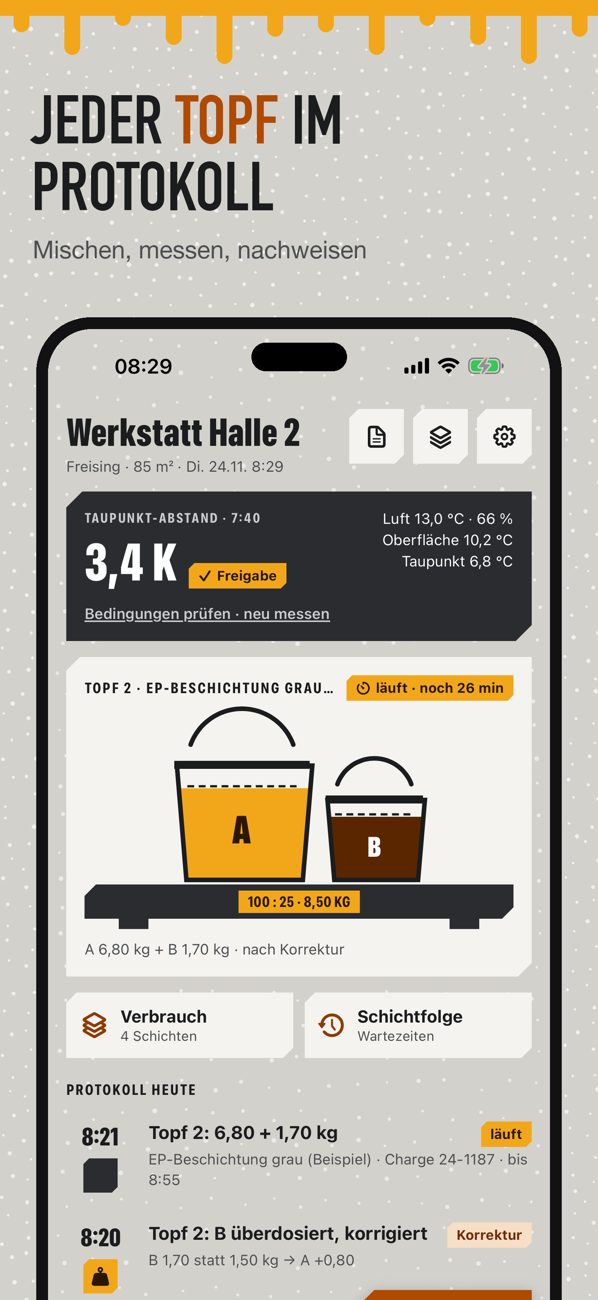 JEDER TOPF IM
PROTOKOLL
Mischen, messen, nachweisen
08:29
Werkstatt Halle 2
Freising · 85 m² · Di. 24.11. 8:29
TAUPUNKT-ABSTAND · 7:40
3,4 K
Freigabe
Luft 13,0 °C · 66 %
Oberfläche 10,2 °C
Taupunkt 6,8 °C
Bedingungen prüfen · neu messen
TOPF 2 · EP-BESCHICHTUNG GRAU…
läuft · noch 26 min
A
B
100 : 25 · 8,50 KG
A 6,80 kg + B 1,70 kg · nach Korrektur
Verbrauch
4 Schichten
Schichtfolge
Wartezeiten
PROTOKOLL HEUTE
8:21
Topf 2: 6,80 + 1,70 kg
läuft
EP-Beschichtung grau (Beispiel) · Charge 24-1187 · bis
8:55
8:20
Topf 2: B überdosiert, korrigiert
Korrektur
B 1,70 statt 1,50 kg → A +0,80